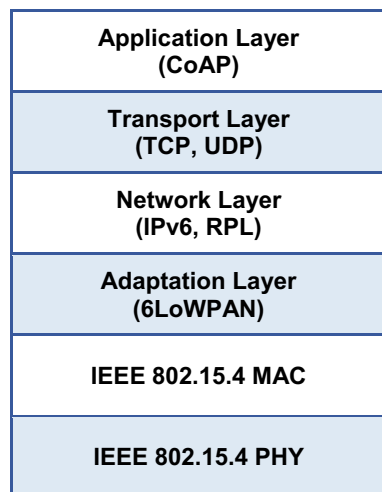 Application Layer
(CoAP)
Transport Layer
(TCP, UDP)
Network Layer
(IPv6, RPL)
Adaptation Layer
(6LoWPAN)
IEEE 802.15.4 MAC
IEEE 802.15.4 PHY